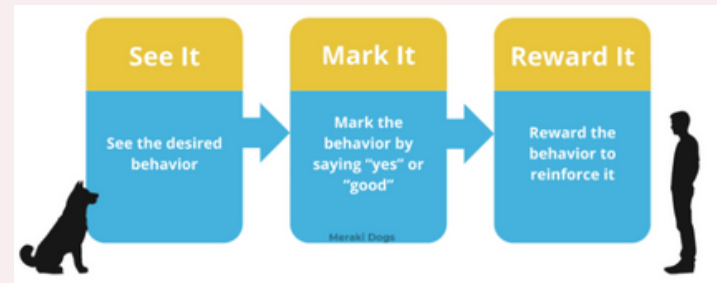 See It
See the desired
behavior
Mark It
Mark the
behavior by
saying “yes” or
“good”
Meraki Dogs
Reward It
Reward the
behavior to
reinforce it